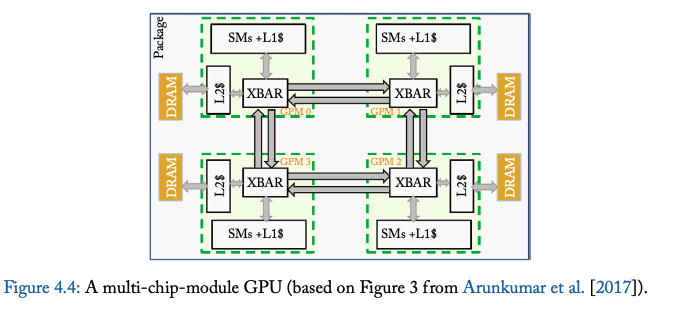 Package
SMs +L1$
SMs +L1$
DRAM
L2$
XBAR
XBAR
L2$
DRAM
GPM 0
GPM 1
GPM 3
GPM 2
DRAM
L2$
XBAR
XBAR
L2$
DRAM
SMs +L1$
SMs +L1$
Figure 4.4: A multi-chip-module GPU (based on Figure 3 from Arunkumar et al. [2017]).